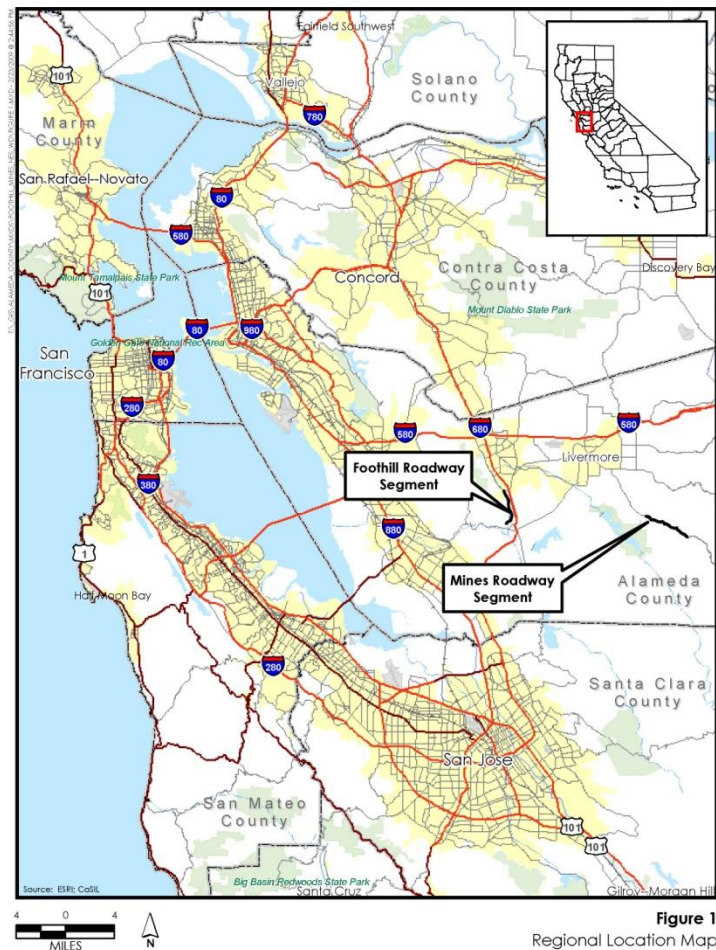 Fairfield Southwest
101
Vallejo
Solano
County
780
Marin
County
San Rafael--Novato
80
580
Concord
Contra Costa
County
Discovery Bay
Mount Tamalpais State Park
101
Mount Diablo State Park
80
980
Golden Gate National Rec Area
San
Francisco
80
280
580
680
580
Livermore
Foothill Roadway
Segment
380
880
1
Mines Roadway
Segment
Alameda
County
Half Moon Bay
280
Santa Clara
County
San Jose
San Mateo
County
101
101
Big Basin Redwoods State Park
Santa Cruz
Gilroy--Morgan Hill
Source: ESRI; CaSIL
4 0 4
MILES
N
Figure 1
Regional Location Map